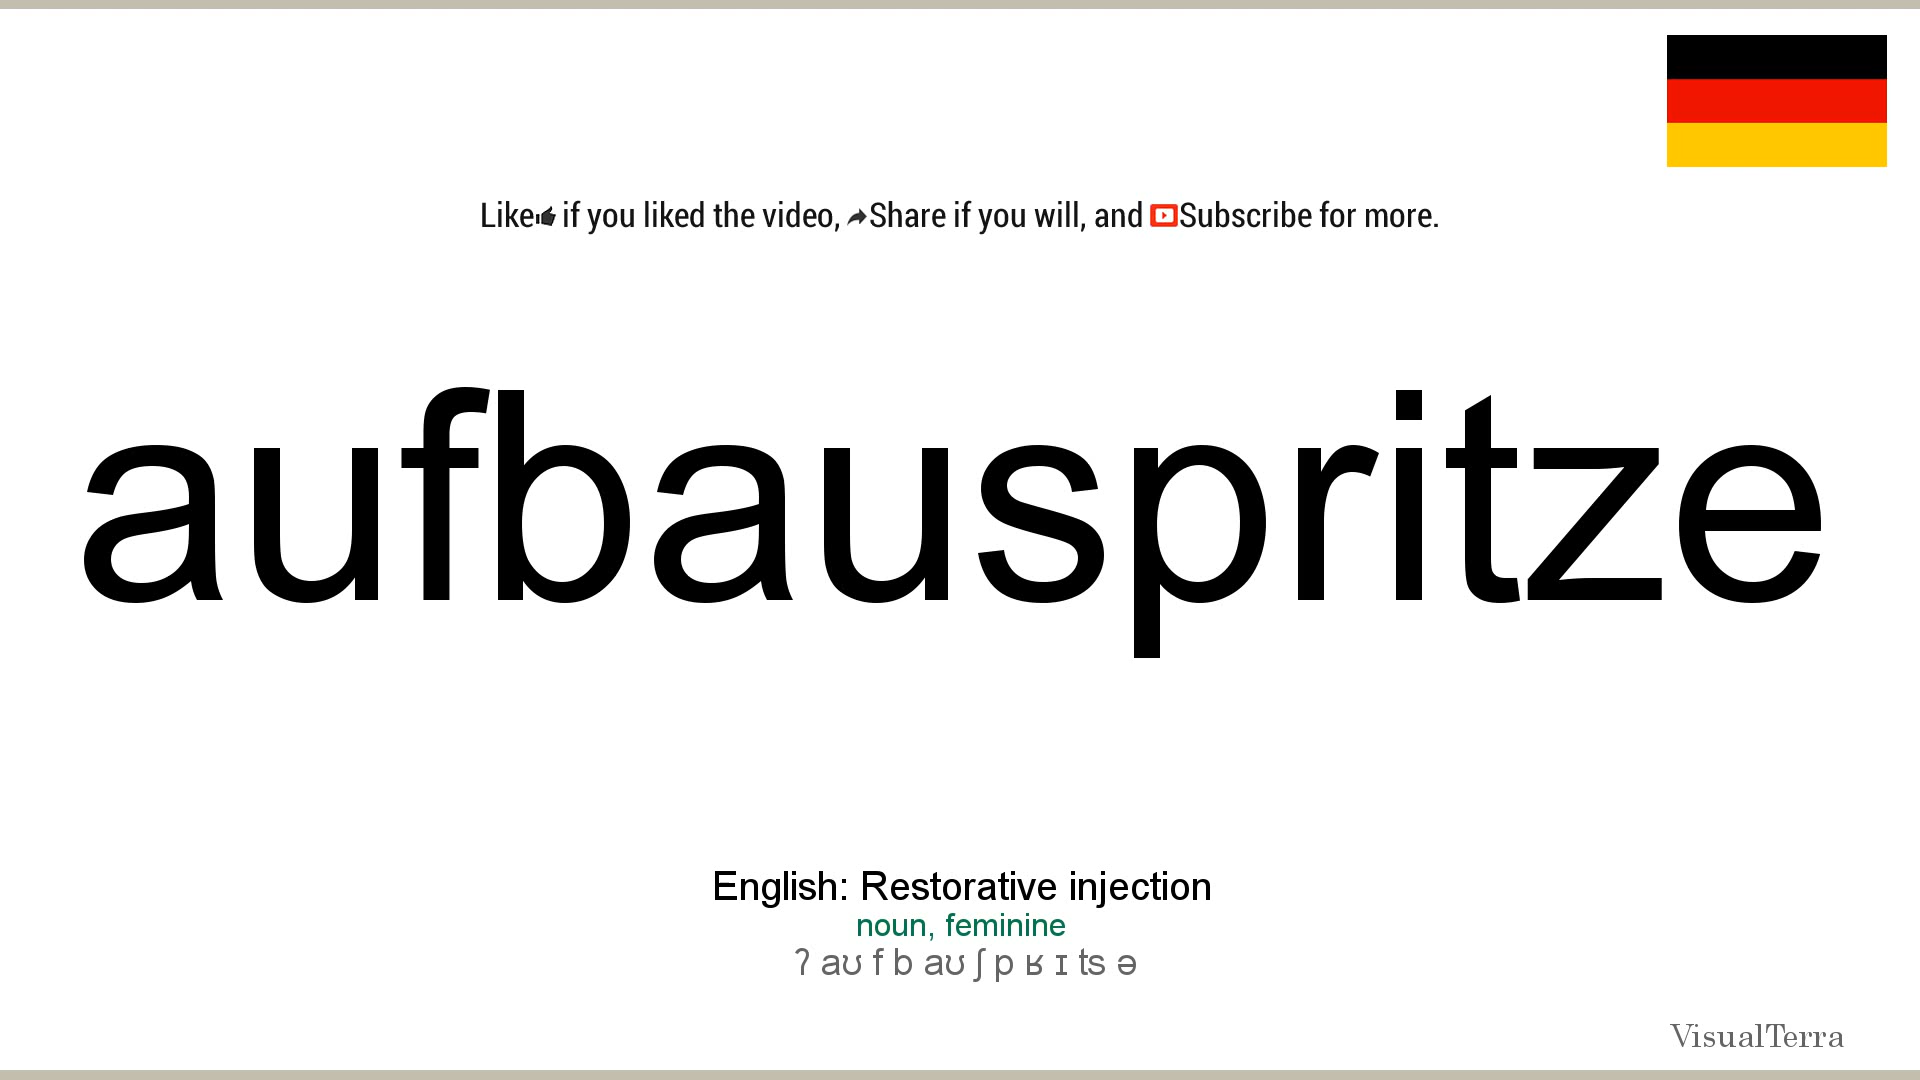 Like if you liked the video, Share if you will, and Subscribe for more.
aufbauspritze
English: Restorative injection
noun, feminine
ʔ aʊ f b aʊ ʃ p ʁ ɪ ts ə
VisualTerra